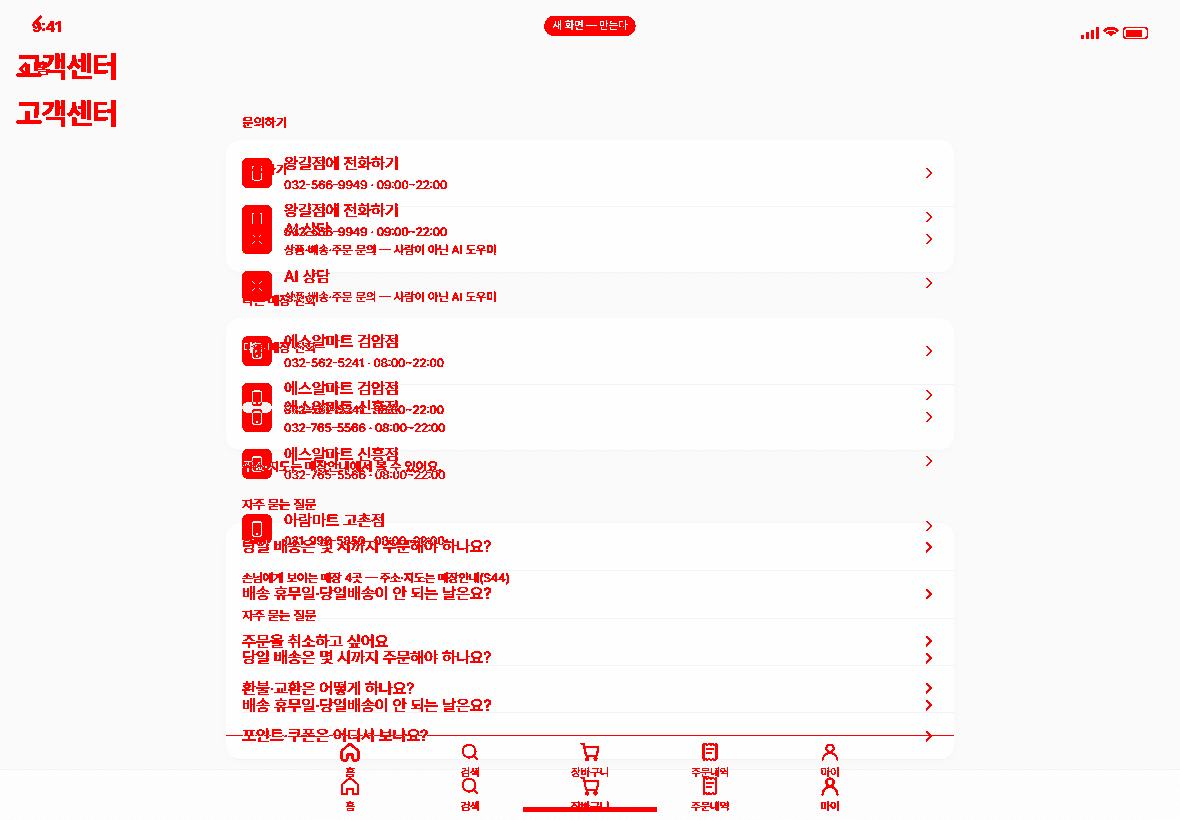 9:41
새 화면 — 만든다
고객센터
고객센터
문의하기
왕길점에 전화하기
032-566-9949 · 09:00~22:00
왕길점에 전화하기
AI 상담
상품·배송·주문 문의 — 사람이 아닌 AI 도우미
AI 상담
상품·배송·주문 문의 — 사람이 아닌 AI 도우미
에스알마트 검암점
032-562-5241 · 08:00~22:00
에스알마트 검암점
에스알마트 신흥점
032-765-5566 · 08:00~22:00
에스알마트 신흥점
032-765-5566 · 08:00~22:00
자주 묻는 질문
아람마트 고촌점
당일 배송은 몇 시까지 주문해야 하나요?
손님에게 보이는 매장 4곳 — 주소·지도는 매장안내(S44)
배송 휴무일·당일배송이 안 되는 날은요?
자주 묻는 질문
주문을 취소하고 싶어요
당일 배송은 몇 시까지 주문해야 하나요?
환불·교환은 어떻게 하나요?
배송 휴무일·당일배송이 안 되는 날은요?
포인트·쿠폰은 어디서 보나요?
홈 검색 장바구니 주문내역 마이
홈 검색 장바구니 주문내역 마이